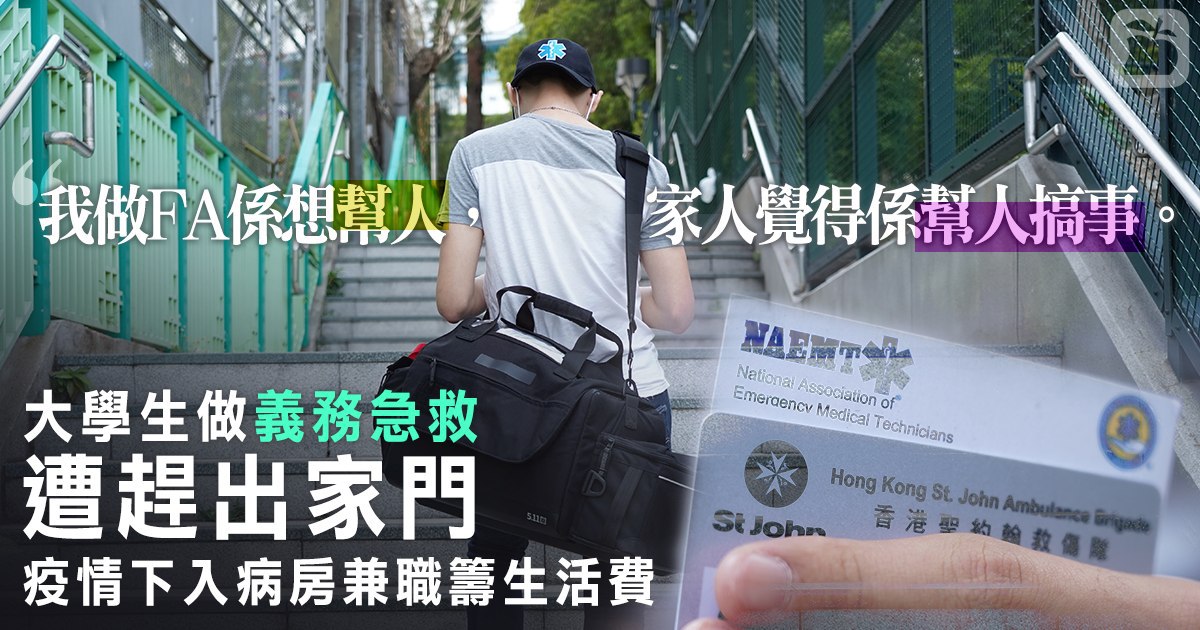 “
我做FA係想幫人，家人覺得係幫人搞事。
NAEMT
National Association of
Emergency Medical Technicians
St John
Hong Kong St. John Ambulance Brigade
香港聖約翰救傷隊
5.11
大學生做義務急救
遭趕出家門
疫情下入病房兼職籌生活費